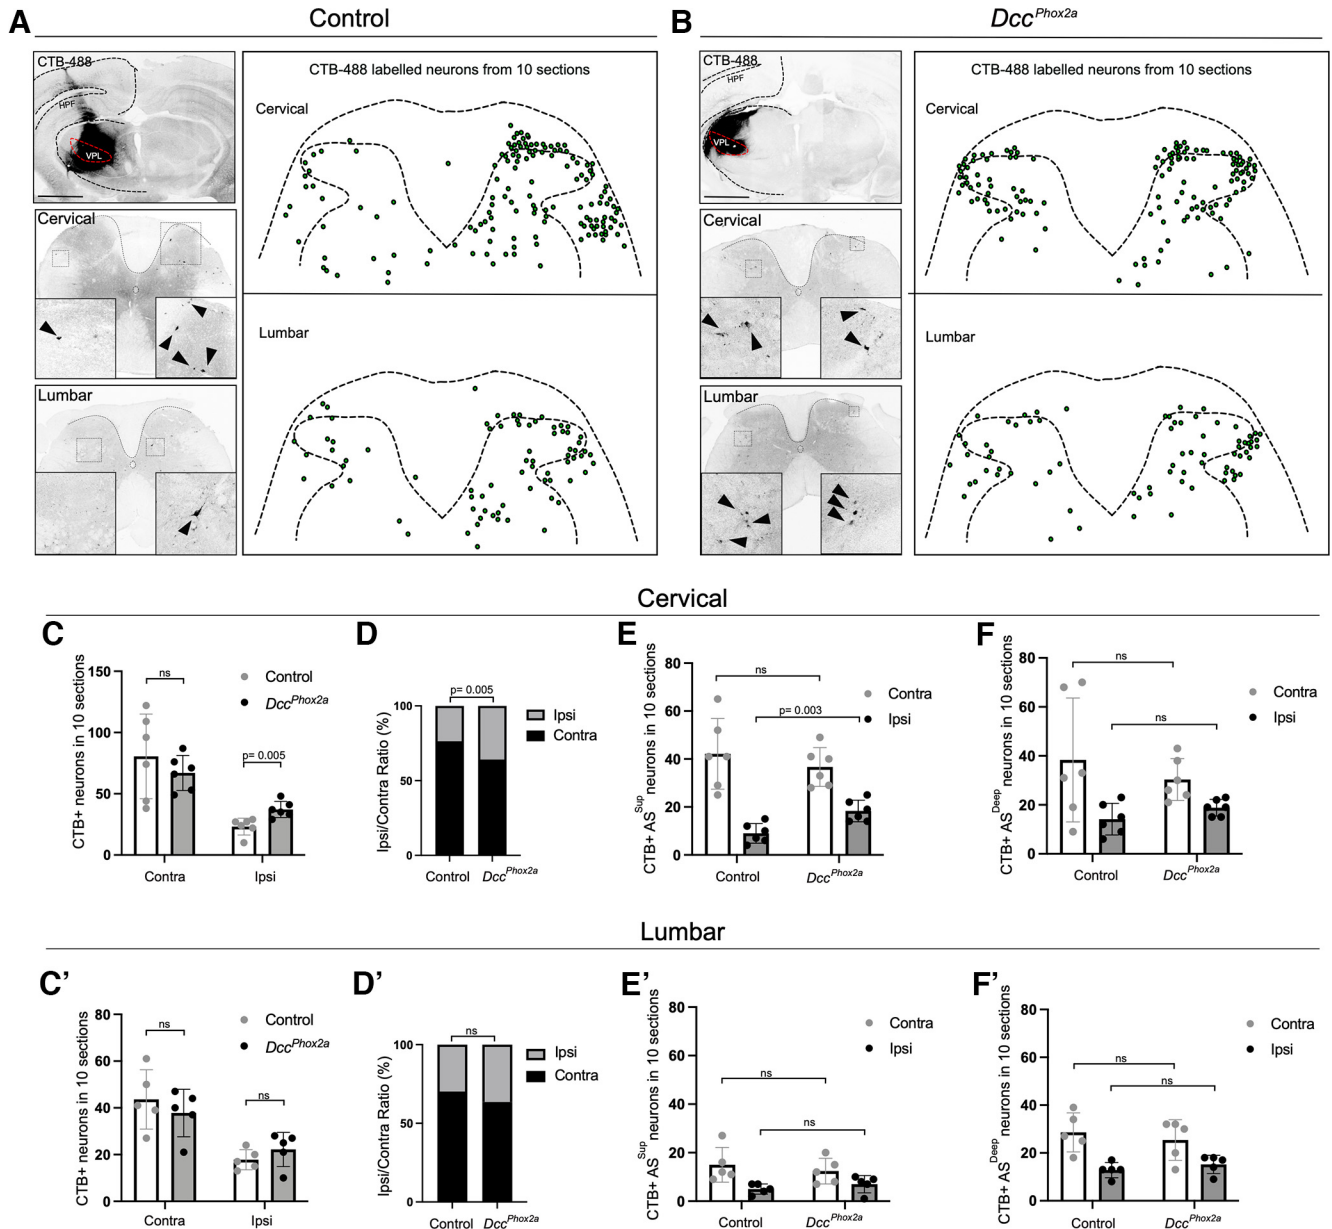 A
Control
CTB-488
HPF
VPL
CTB-488 labelled neurons from 10 sections
Cervical
Cervical
Lumbar
Lumbar
B
Dcc^Phox2a
CTB-488
HPF
VPL
CTB-488 labelled neurons from 10 sections
Cervical
Cervical
Lumbar
Lumbar
Cervical
C
CTB+ neurons in 10 sections
150
100
50
0
ns
p= 0.005
Contra
Ipsi
Control
Dcc^Phox2a
D
Ipsi/Contra Ratio (%)
100
50
0
p= 0.005
Control
Dcc^Phox2a
Ipsi
Contra
E
CTB+ AS^Sup neurons in 10 sections
80
60
40
20
0
ns
p= 0.003
Control
Dcc^Phox2a
Contra
Ipsi
F
CTB+ AS^Deep neurons in 10 sections
80
60
40
20
0
ns
ns
Control
Dcc^Phox2a
Contra
Ipsi
Lumbar
C'
CTB+ neurons in 10 sections
80
60
40
20
0
ns
ns
Contra
Ipsi
Control
Dcc^Phox2a
D'
Ipsi/Contra Ratio (%)
100
50
0
ns
Control
Dcc^Phox2a
Ipsi
Contra
E'
CTB+ AS^Sup neurons in 10 sections
80
60
40
20
0
ns
ns
Control
Dcc^Phox2a
Contra
Ipsi
F'
CTB+ AS^Deep neurons in 10 sections
80
60
40
20
0
ns
ns
Control
Dcc^Phox2a
Contra
Ipsi